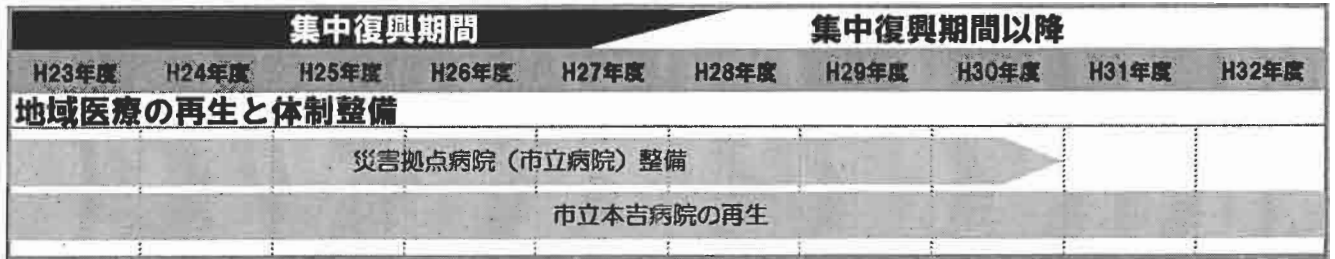 集中復興期間 集中復興期間以降
H23年度 H24年度 H25年度 H26年度 H27年度 H28年度 H29年度 H30年度 H31年度 H32年度
地域医療の再生と体制整備
災害拠点病院（市立病院）整備
市立本吉病院の再生